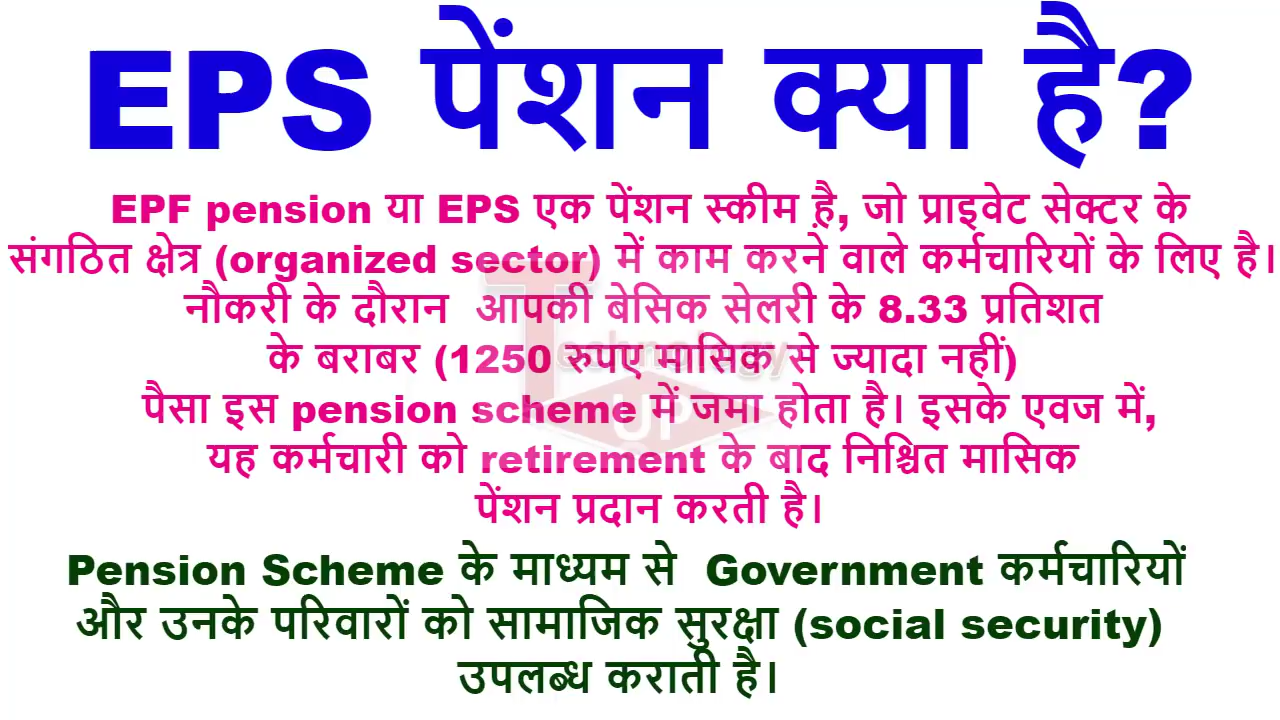 EPS पेंशन क्या है?
EPF pension या EPS एक पेंशन स्कीम है, जो प्राइवेट सेक्टर के
संगठित क्षेत्र (organized sector) में काम करने वाले कर्मचारियों के लिए है।
नौकरी के दौरान आपकी बेसिक सेलरी के 8.33 प्रतिशत
के बराबर (1250 रुपए मासिक से ज्यादा नहीं)
पैसा इस pension scheme में जमा होता है। इसके एवज में,
यह कर्मचारी को retirement के बाद निश्चित मासिक
पेंशन प्रदान करती है।
Technology
UP
Pension Scheme के माध्यम से Government कर्मचारियों
और उनके परिवारों को सामाजिक सुरक्षा (social security)
उपलब्ध कराती है।